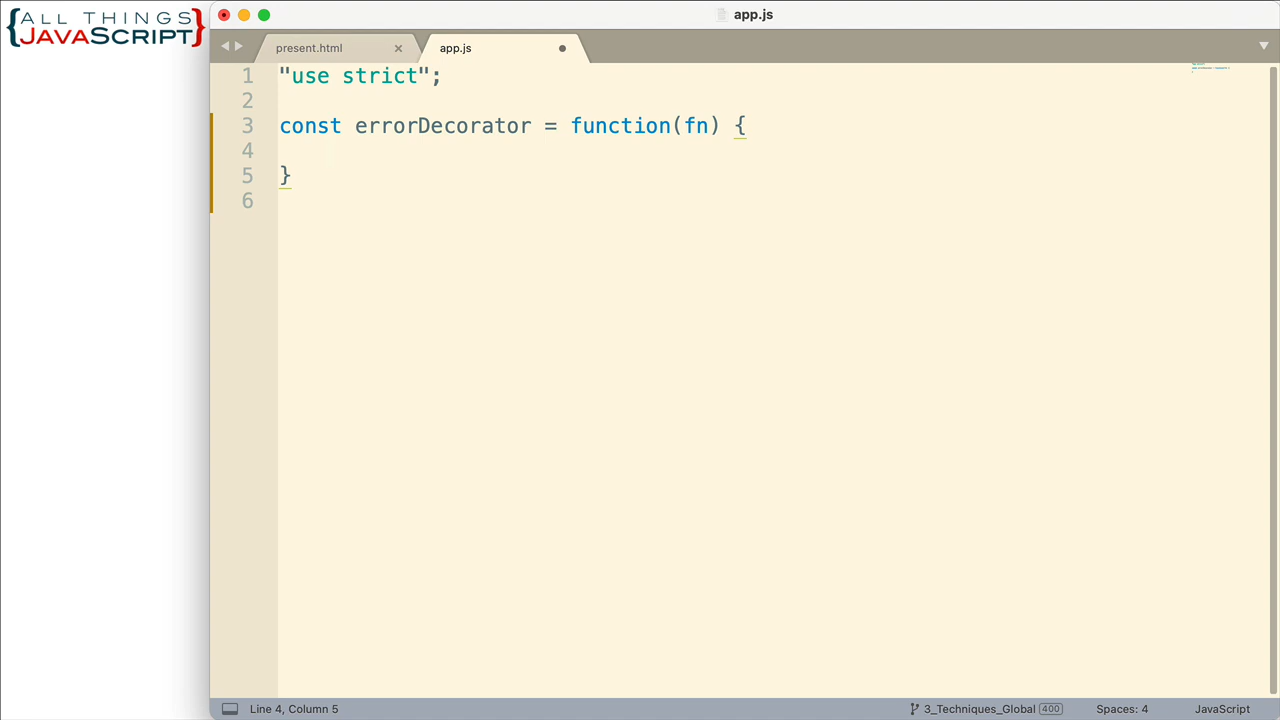 {ALL THINGS
JAVASCRIPT}
app.js
present.html
app.js
1 "use strict";
2
3 const errorDecorator = function(fn) {
4
5 }
6
Line 4, Column 5
3_Techniques_Global 400
Spaces: 4
JavaScript